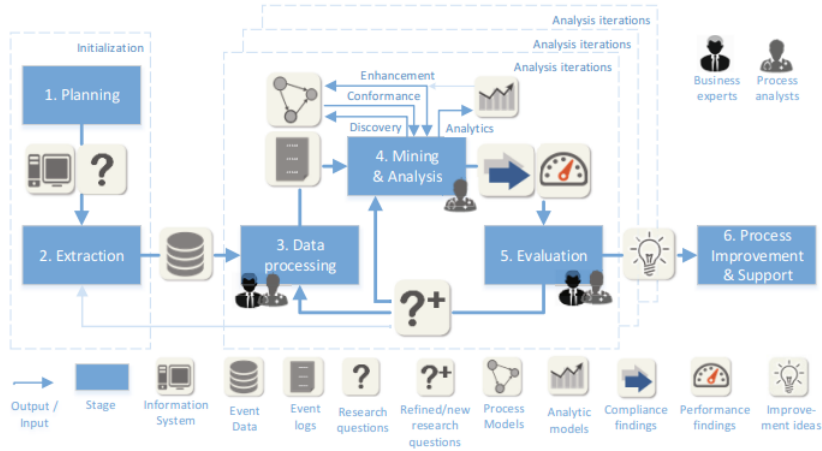 Analysis iterations
Initialization
Analysis iterations
Analysis iterations
Enhancement
Conformance
Discovery
Analytics
Business
experts
Process
analysts
1. Planning
?
4. Mining
& Analysis
2. Extraction
3. Data
processing
5. Evaluation
6. Process
Improvement
& Support
?+
?
?+
Output /
Input
Stage
Information
System
Event
Data
Event
logs
Research
questions
Refined/new
research
questions
Process
Models
Analytic
models
Compliance
findings
Performance
findings
Improve-
ment ideas